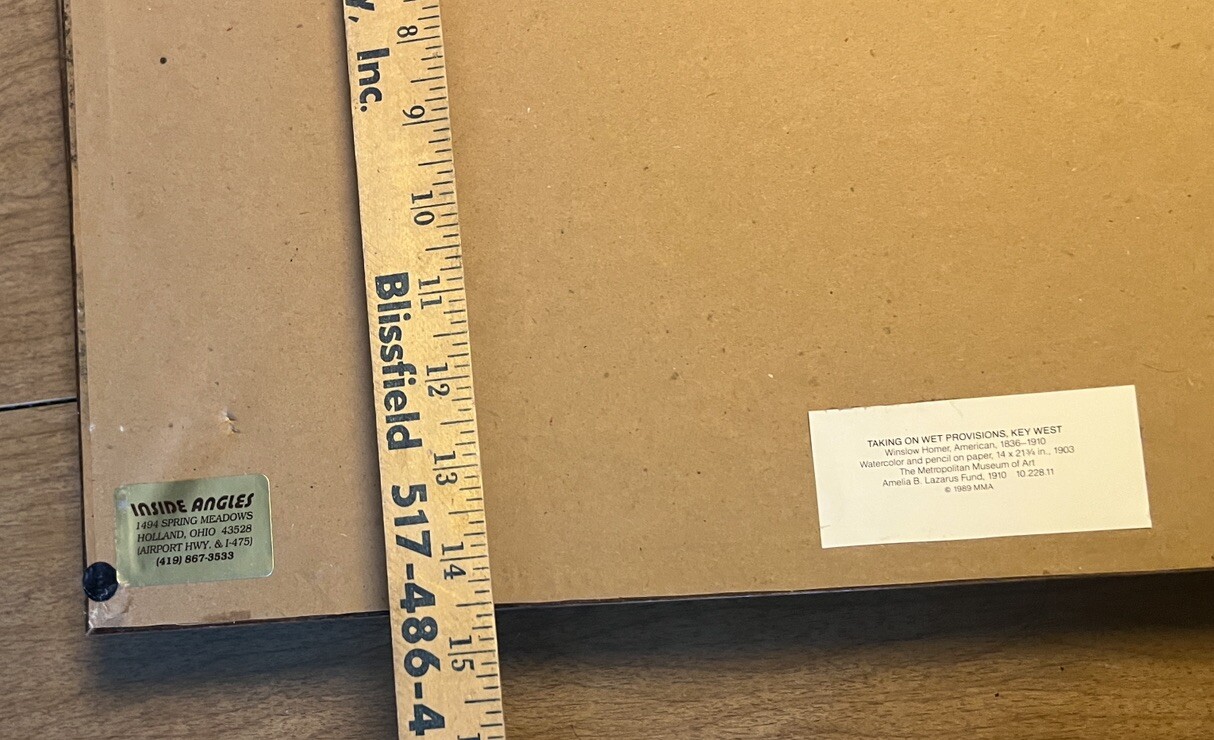 , Inc.
8
9
10
11
12
13
14
15
Blissfield 517-486-4
INSIDE ANGLES
1494 SPRING MEADOWS
HOLLAND, OHIO 43528
(AIRPORT HWY. & I-475)
(419) 867-3533
TAKING ON WET PROVISIONS, KEY WEST
Winslow Homer, American, 1836–1910
Watercolor and pencil on paper, 14 x 21¾ in., 1903
The Metropolitan Museum of Art
Amelia B. Lazarus Fund, 1910 10.228.11
© 1989 MMA